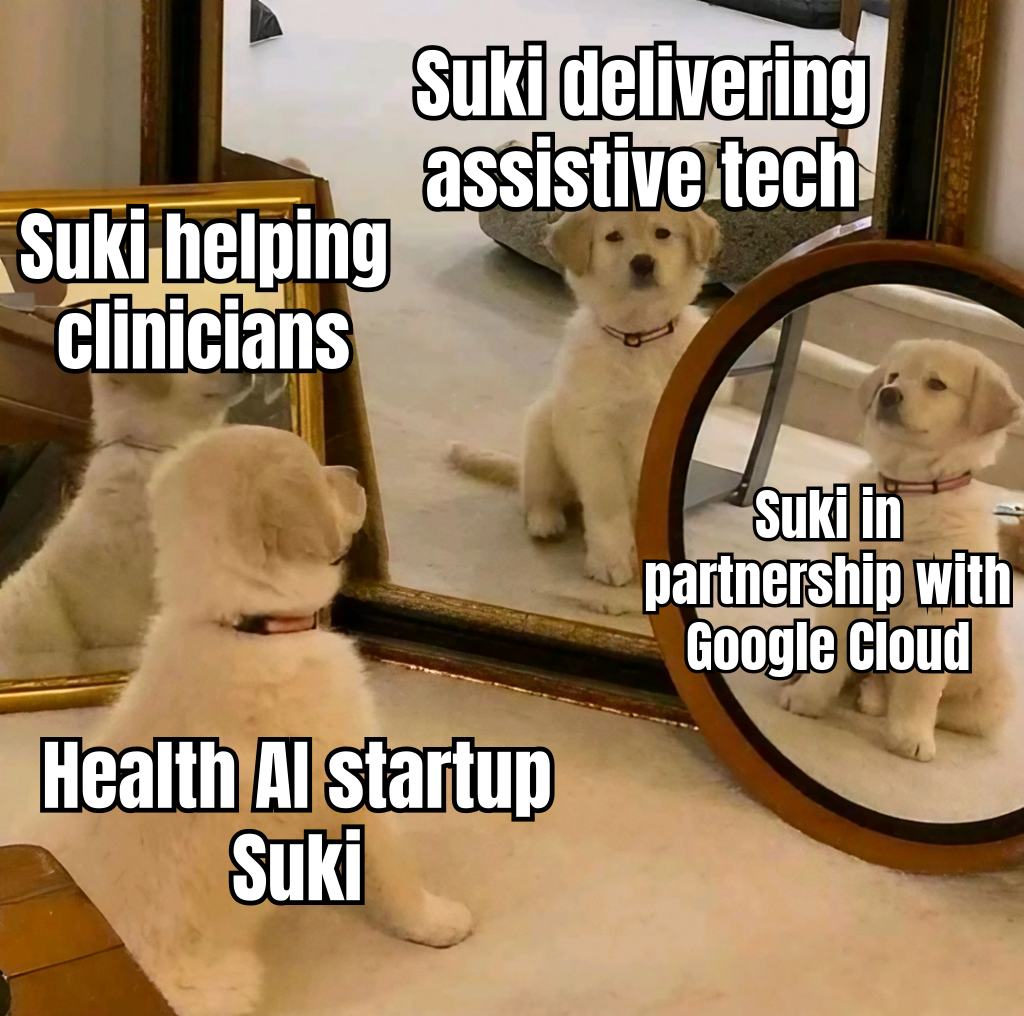 Suki delivering
assistive tech
Suki helping
clinicians
Suki in
partnership with
Google Cloud
Health AI startup
Suki